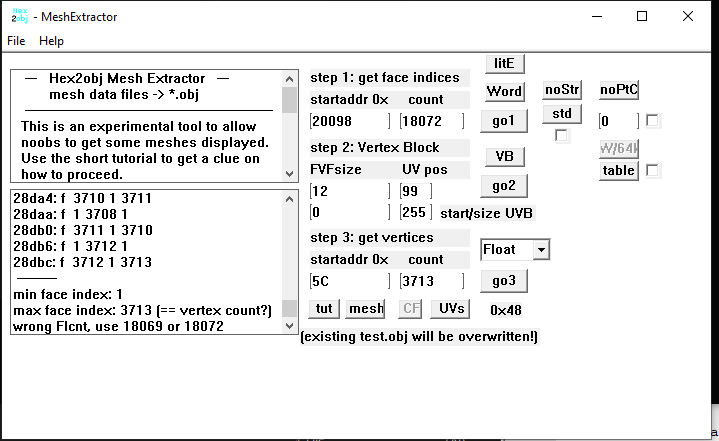 Hex
2obj - MeshExtractor
File Help
— Hex2obj Mesh Extractor —
mesh data files -> *.obj
This is an experimental tool to allow
noobs to get some meshes displayed.
Use the short tutorial to get a clue on
how to proceed.
28da4: f 3710 1 3711
28daa: f 1 3708 1
28db0: f 3711 1 3710
28db6: f 1 3712 1
28dbc: f 3712 1 3713
min face index: 1
max face index: 3713 (== vertex count?)
wrong FIcnt, use 18069 or 18072
litE
step 1: get face indices
Word
noStr
noPtC
startaddr 0x count
std
20098
18072
go1
0
step 2: Vertex Block
VB
W/64k
FVFsize UV pos
table
12
99
go2
0
255
start/size UVB
step 3: get vertices
Float
startaddr 0x count
5C
3713
go3
tut
mesh
CF
UVs
0x48
(existing test.obj will be overwritten!)